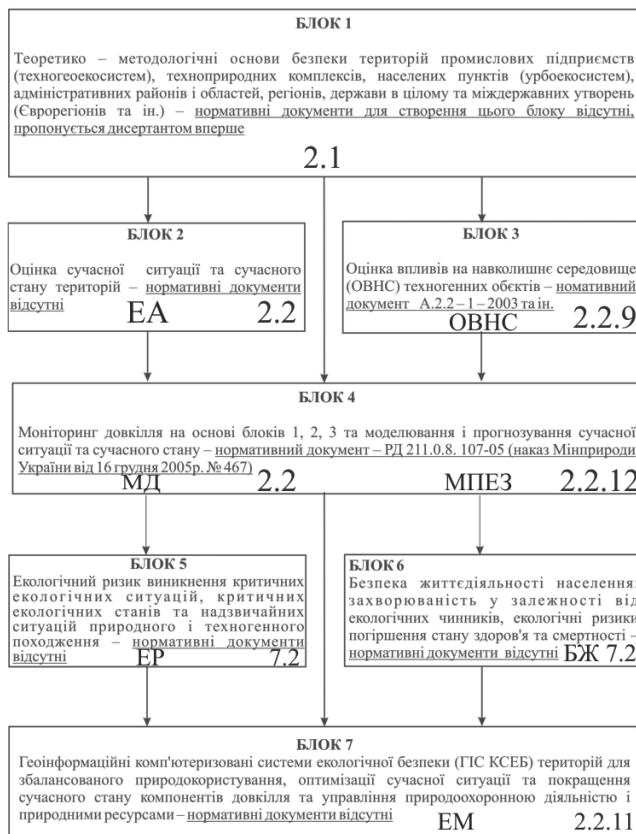 БЛОК 1
Теоретико – методологічні основи безпеки територій промислових підприємств
(техногеоекосистем), техноприродних комплексів, населених пунктів (урбоекосистем),
адміністративних районів і областей, регіонів, держави в цілому та міждержавних утворень
(Єврорегіонів та ін.) – нормативні документи для створення цього блоку відсутні,
пропонується дисертантом вперше
2.1
БЛОК 2
Оцінка сучасної ситуації та сучасного
стану територій – нормативні документи
відсутні
ЕА 2.2
БЛОК 3
Оцінка впливів на навколишнє середовище
(ОВНС) техногенних обєктів – номативний
документ А.2.2 – 1 – 2003 та ін.
ОВНС 2.2.9
БЛОК 4
Моніторинг довкілля на основі блоків 1, 2, 3 та моделювання і прогнозування сучасної
ситуації та сучасного стану – нормативний документ – РД 211.0.8. 107-05 (наказ Мінприроди
України від 16 грудня 2005р. № 467)
МД 2.2 МПЕЗ 2.2.12
БЛОК 5
Екологічний ризик виникнення критичних
екологічних ситуацій, критичних
екологічних станів та надзвичайних
ситуацій природного і техногенного
походження – нормативні документи
відсутні ЕР 7.2
БЛОК 6
Безпека життєдіяльності населення:
захворюваність у залежності від
екологічних чинників, екологічні ризики
погіршення стану здоров'я та смертності –
нормативні документи відсутні БЖ 7.2
БЛОК 7
Геоінформаційні комп'ютеризовані системи екологічної безпеки (ГІС КСЕБ) територій для
збалансованого природокористування, оптимізації сучасної ситуації та покращення
сучасного стану компонентів довкілля та управління природоохоронною діяльністю і
природними ресурсами – нормативні документи відсутні
ЕМ 2.2.11